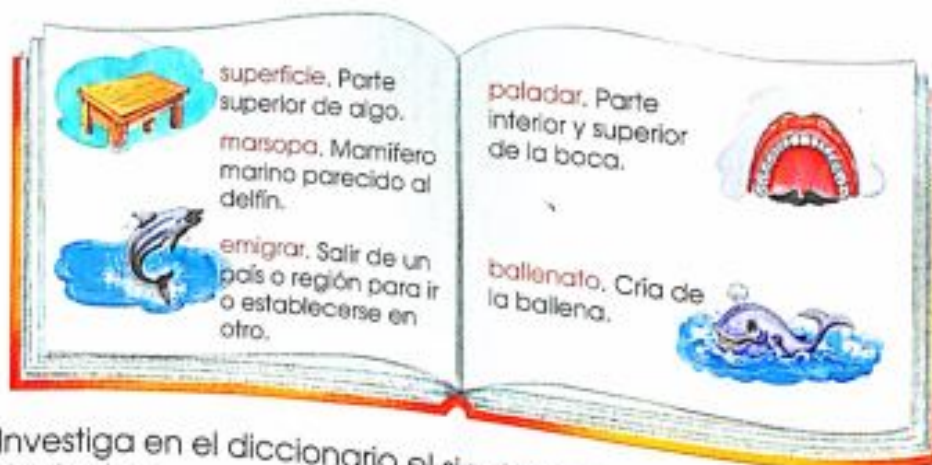 superficie. Parte
superior de algo.
marsopa. Mamífero
marino parecido al
delfín.
emigrar. Salir de un
país o región para ir
o establecerse en
otro.
paladar. Parte
inferior y superior
de la boca.
ballenato. Cría de
la ballena.
Investiga en el diccionario el